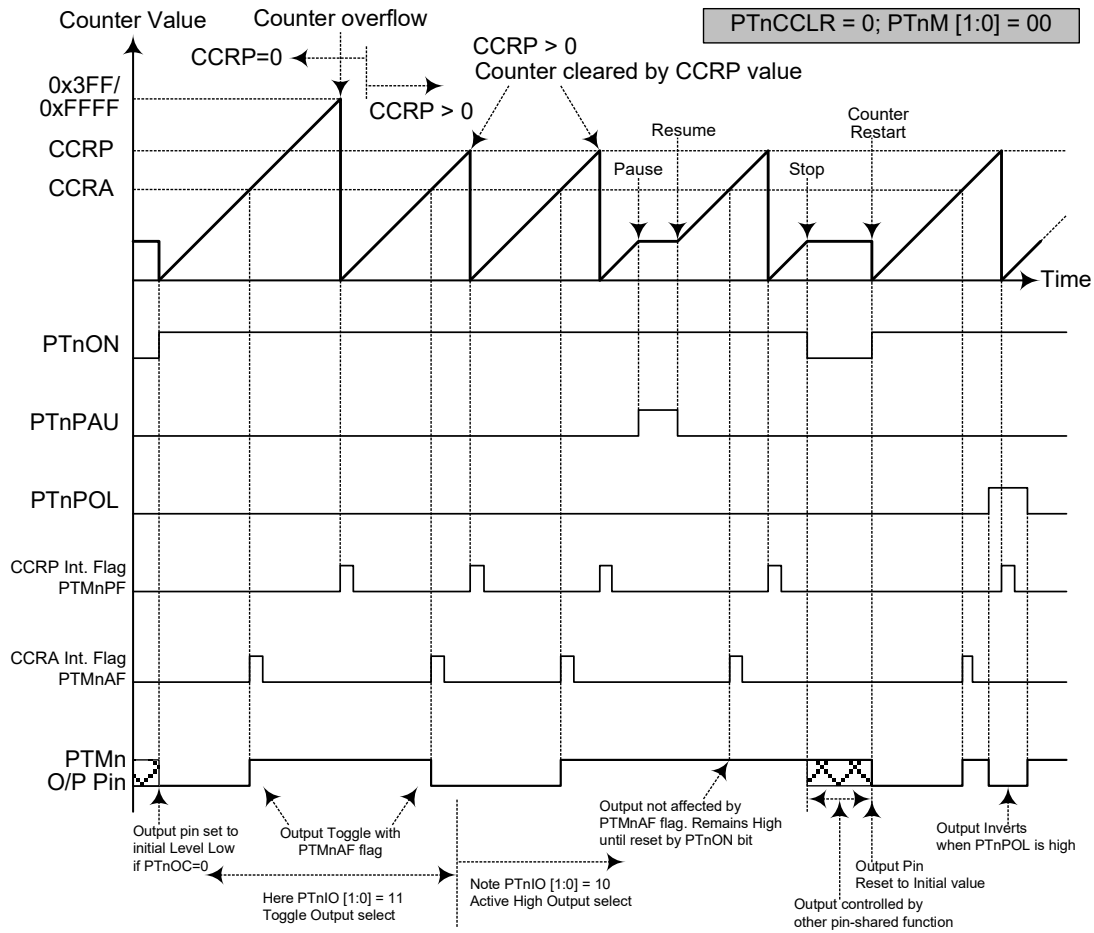 Counter Value
Counter overflow
PTnCCLR = 0; PTnM [1:0] = 00
CCRP=0
CCRP > 0
CCRP > 0
Counter cleared by CCRP value
0x3FF/
0xFFFF
CCRP
CCRA
Pause
Resume
Stop
Counter
Restart
Time
PTnON
PTnPAU
PTnPOL
CCRP Int. Flag
PTMnPF
CCRA Int. Flag
PTMnAF
PTMn
O/P Pin
Output pin set to
initial Level Low
if PTnOC=0
Output Toggle with
PTMnAF flag
Here PTnIO [1:0] = 11
Toggle Output select
Note PTnIO [1:0] = 10
Active High Output select
Output not affected by
PTMnAF flag. Remains High
until reset by PTnON bit
Output controlled by
other pin-shared function
Output Pin
Reset to Initial value
Output Inverts
when PTnPOL is high